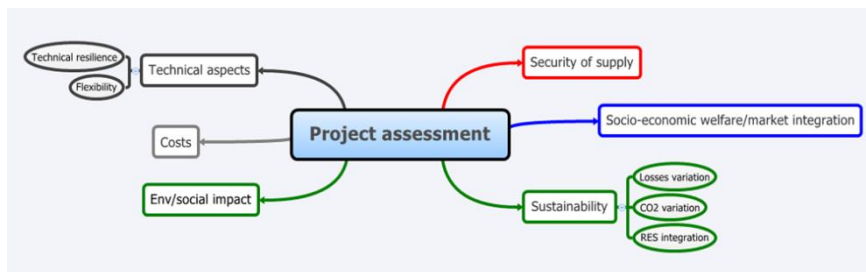 Technical resilience
Flexibility
Technical aspects
Costs
Env/social impact
Project assessment
Security of supply
Socio-economic welfare/market integration
Sustainability
Losses variation
CO2 variation
RES integration